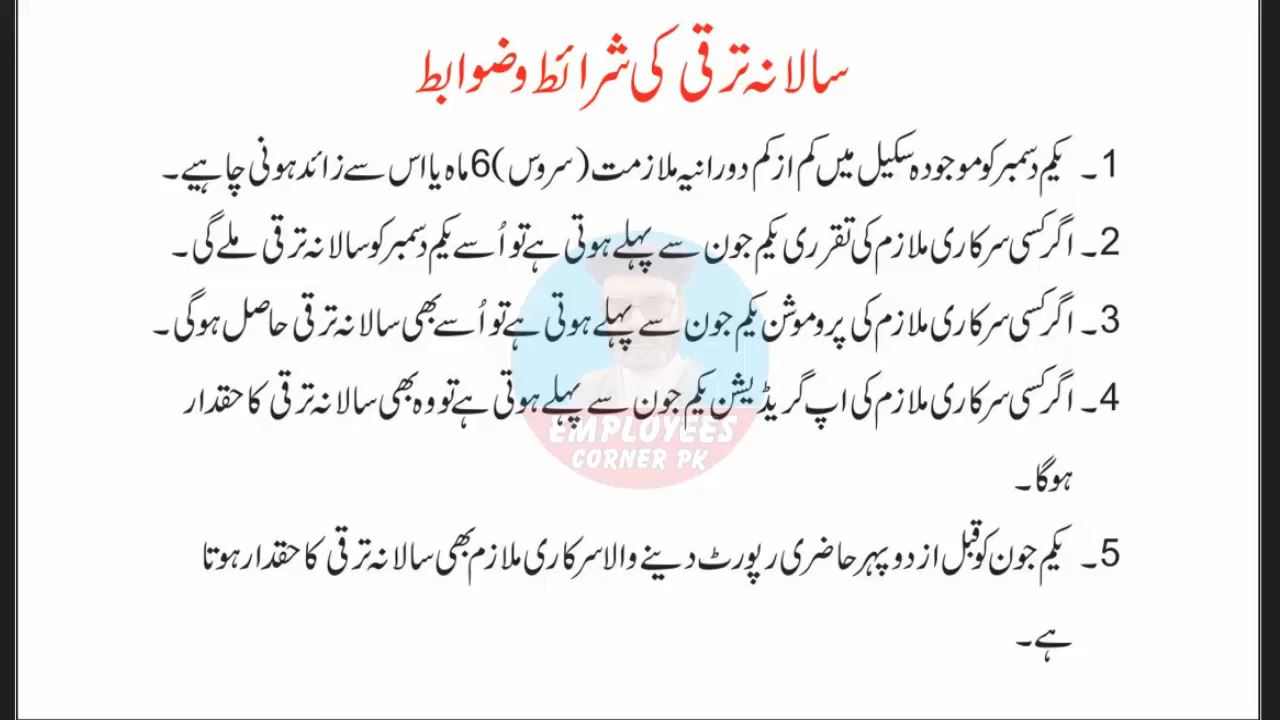 سالانہ ترقی کی شرائط وضوابط
1۔ یکم دسمبر کو موجودہ سکیل میں کم از کم دورانیہ ملازمت (سروس) 6 ماہ یا اس سے زائد ہونی چاہیے۔
2۔ اگر کسی سرکاری ملازم کی تقرری یکم جون سے پہلے ہوتی ہے تو اُسے یکم دسمبر کو سالانہ ترقی ملے گی۔
3۔ اگر کسی سرکاری ملازم کی پروموشن یکم جون سے پہلے ہوتی ہے تو اُسے بھی سالانہ ترقی حاصل ہوگی۔
4۔ اگر کسی سرکاری ملازم کی اپ گریڈیشن یکم جون سے پہلے ہوتی ہے تو وہ بھی سالانہ ترقی کا حقدار
ہوگا۔
EMPLOYEES
CORNER PK
5۔ یکم جون کو قبل از دوپہر حاضری رپورٹ دینے والا سرکاری ملازم بھی سالانہ ترقی کا حقدار ہوتا
ہے۔